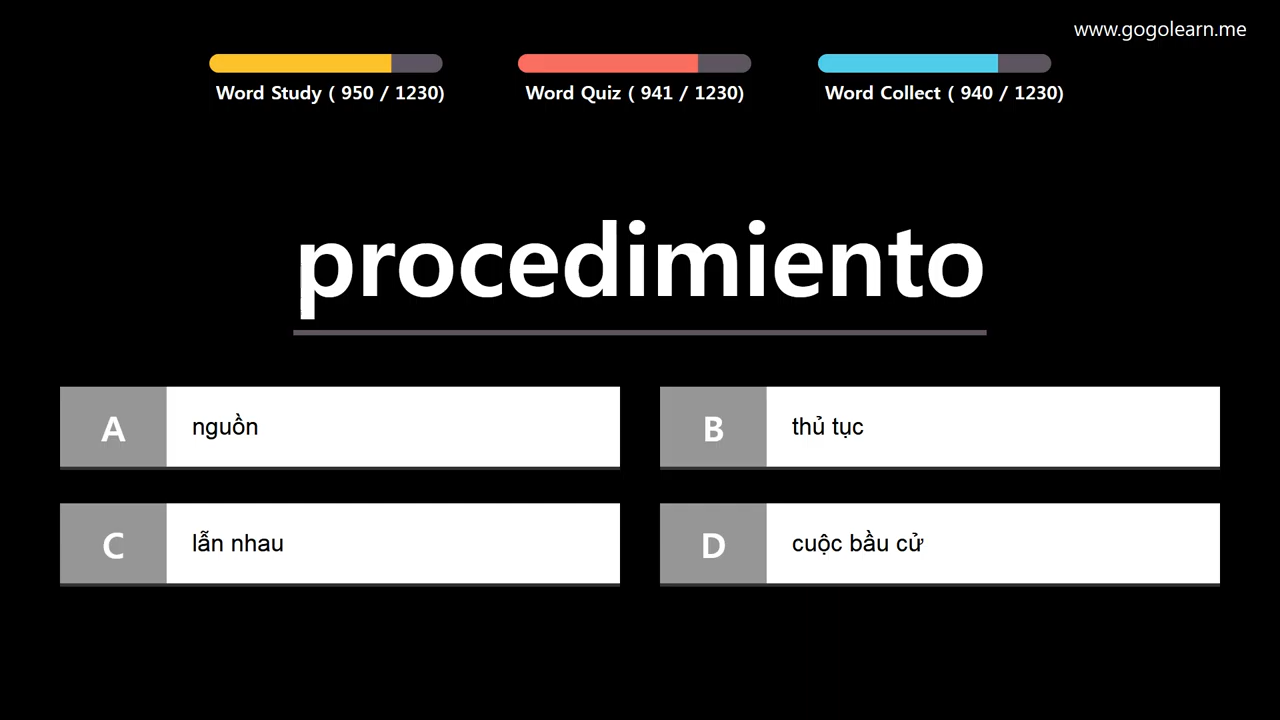 www.gogolearn.me
Word Study ( 950 / 1230)
Word Quiz ( 941 / 1230)
Word Collect ( 940 / 1230)
procedimiento
A
nguồn
B
thủ tục
C
lẫn nhau
D
cuộc bầu cử